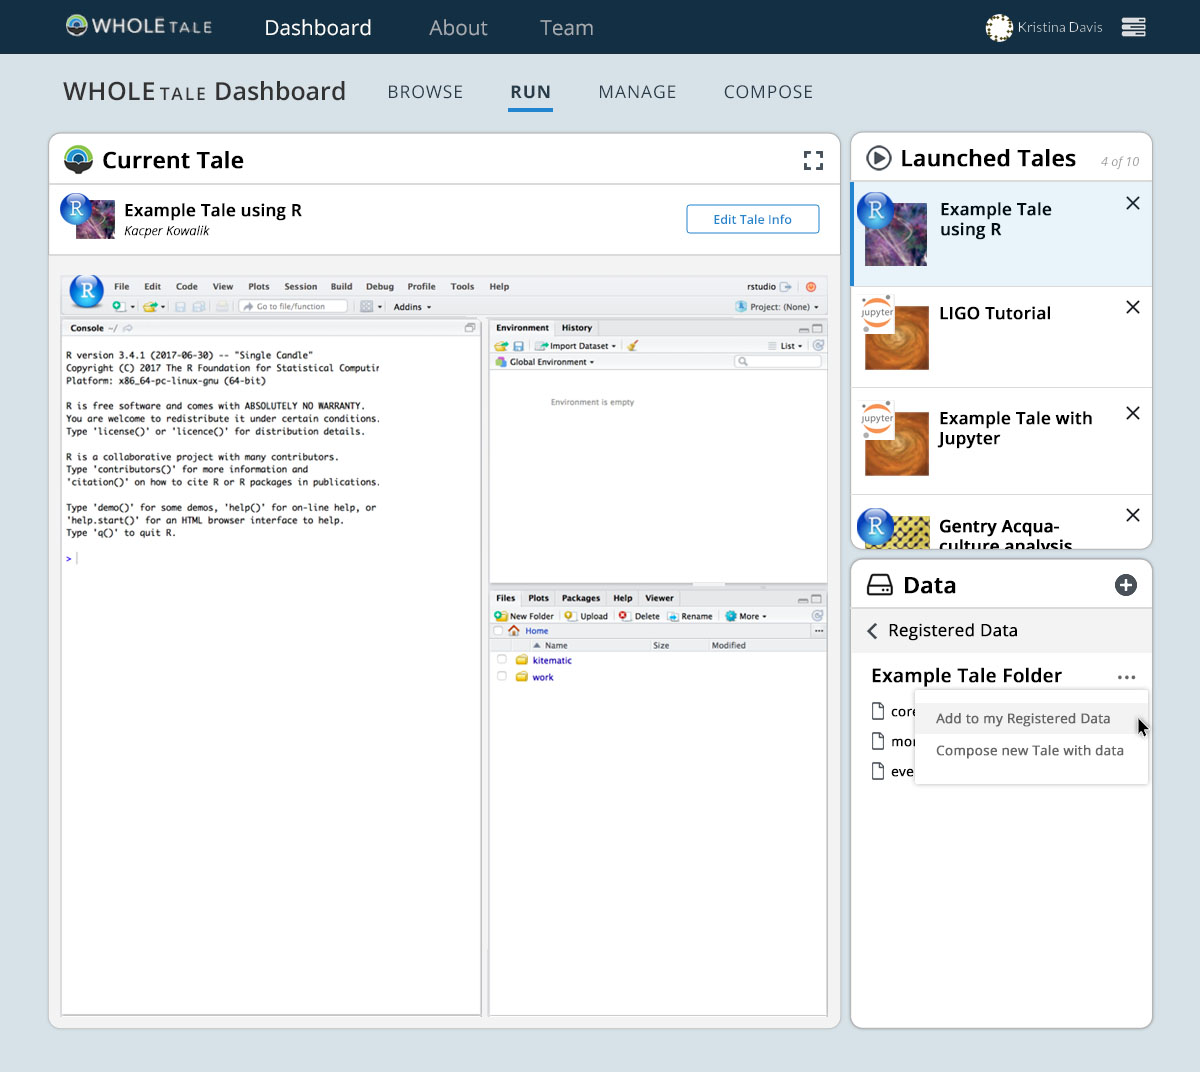 WHOLE TALE Dashboard About Team Kristina Davis
WHOLE TALE Dashboard BROWSE RUN MANAGE COMPOSE
Current Tale
Example Tale using R
Kacper Kowalik
Edit Tale Info
R File Edit Code View Plots Session Build Debug Profile Tools Help rstudio
Go to file/function Addins Project: (None)
Console ~/
R version 3.4.1 (2017-06-30) -- "Single Candle"
Copyright (C) 2017 The R Foundation for Statistical Computin
Platform: x86_64-pc-linux-gnu (64-bit)
R is free software and comes with ABSOLUTELY NO WARRANTY.
You are welcome to redistribute it under certain conditions.
Type 'license()' or 'licence()' for distribution details.
R is a collaborative project with many contributors.
Type 'contributors()' for more information and
'citation()' on how to cite R or R packages in publications.
Type 'demo()' for some demos, 'help()' for on-line help, or
'help.start()' for an HTML browser interface to help.
Type 'q()' to quit R.
>
Environment History
Import Dataset List
Global Environment
Environment is empty
Files Plots Packages Help Viewer
New Folder Upload Delete Rename More
Home
Name Size Modified
kitematic
work
Launched Tales 4 of 10
R
Example Tale
using R
jupyter
LIGO Tutorial
jupyter
Example Tale with
Jupyter
R
Gentry Acqua-
culture analysis
Data
Registered Data
Example Tale Folder
core
Add to my Registered Data
mor
Compose new Tale with data
eve